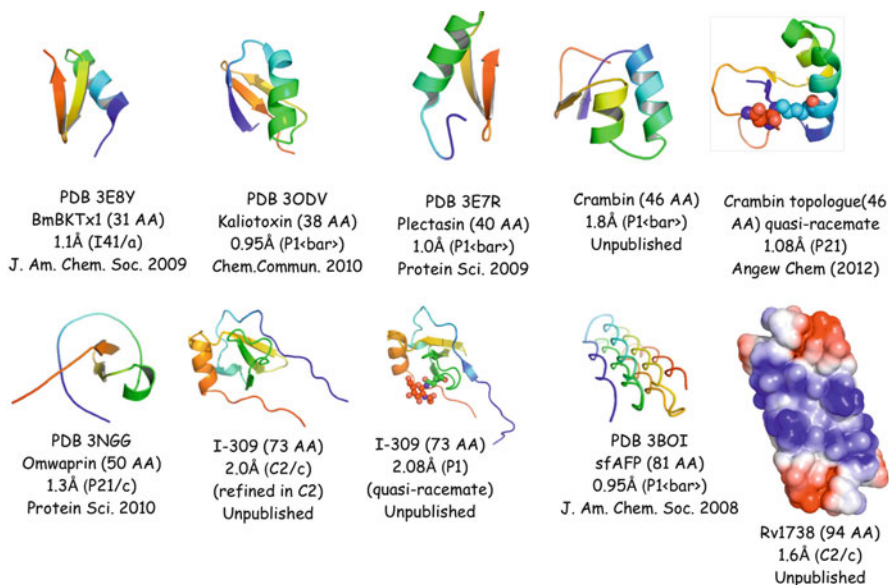 PDB 3E8Y
BmBKTx1 (31 AA)
1.1Å (I41/a)
J. Am. Chem. Soc. 2009
PDB 3ODV
Kaliotoxin (38 AA)
0.95Å (P1<bar>)
Chem.Commun. 2010
PDB 3E7R
Plectasin (40 AA)
1.0Å (P1<bar>)
Protein Sci. 2009
Crambin (46 AA)
1.8Å (P1<bar>)
Unpublished
Crambin topologue(46
AA) quasi-racemate
1.08Å (P21)
Angew Chem (2012)
PDB 3NGG
Omwaprin (50 AA)
1.3Å (P21/c)
Protein Sci. 2010
I-309 (73 AA)
2.0Å (C2/c)
(refined in C2)
Unpublished
I-309 (73 AA)
2.08Å (P1)
(quasi-racemate)
Unpublished
PDB 3BOI
sfAFP (81 AA)
0.95Å (P1<bar>)
J. Am. Chem. Soc. 2008
Rv1738 (94 AA)
1.6Å (C2/c)
Unpublished